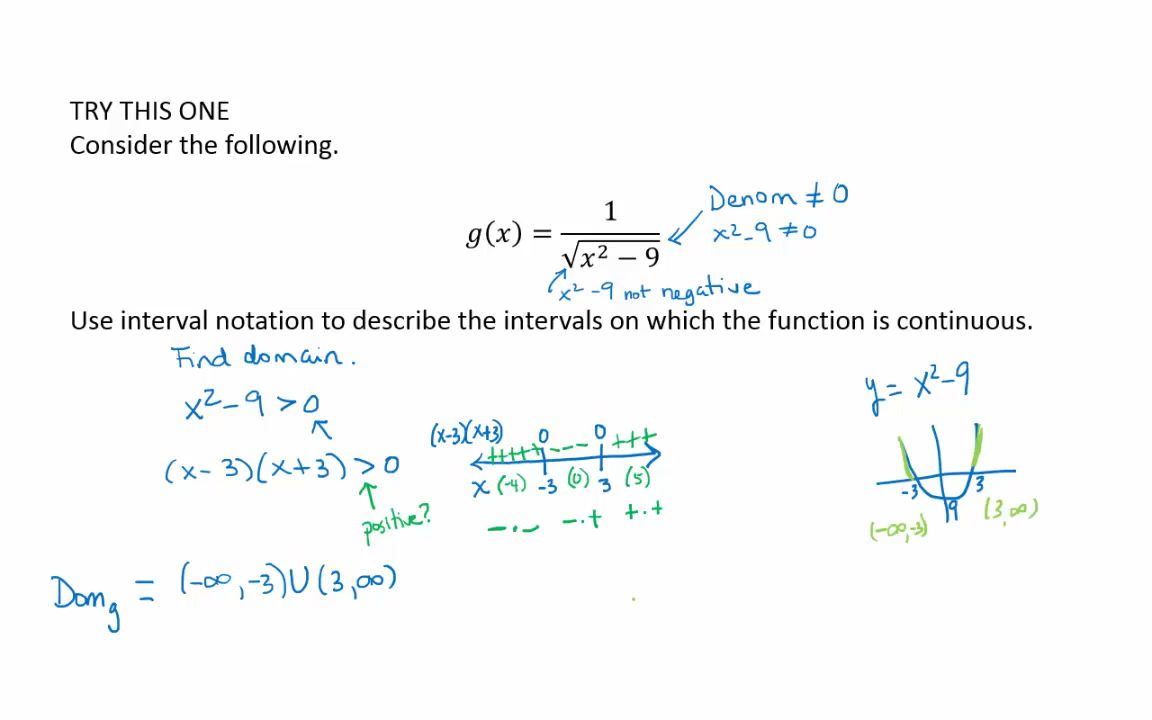 TRY THIS ONE
Consider the following.
g(x) = 1 / √(x² − 9)
Denom ≠ 0
x² - 9 ≠ 0
x² - 9 not negative
Use interval notation to describe the intervals on which the function is continuous.
Find domain.
x² - 9 > 0
(x - 3)(x + 3) > 0
positive?
(x-3)(x+3) +++++ 0 --- 0 +++
x (-4) -3 (0) 3 (5)
-·- -·+ +·+
y = x² - 9
-3 3
9
(-∞,-3) (3,∞)
Dom_g = (-∞,-3)∪(3,∞)